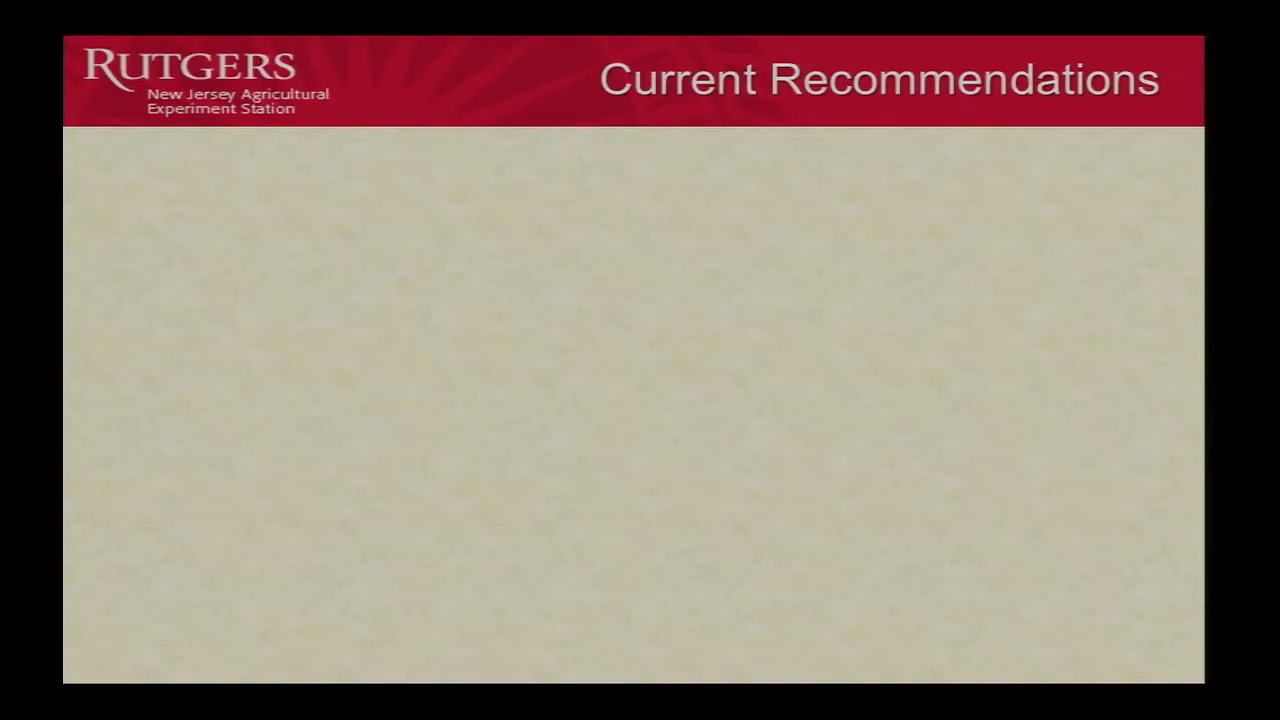 RUTGERS
New Jersey Agricultural
Experiment Station
Current Recommendations